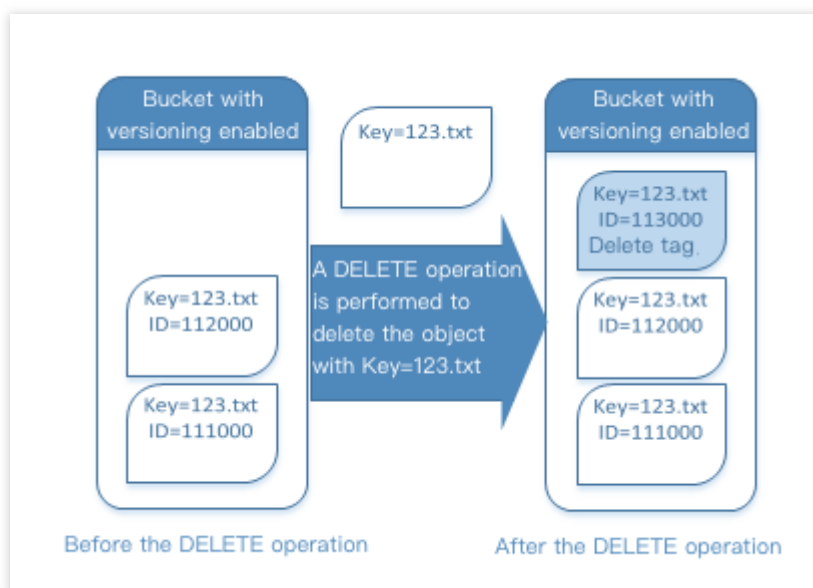 Bucket with
versioning enabled
Key=123.txt
ID=112000
Key=123.txt
ID=111000
Before the DELETE operation
Key=123.txt
A DELETE operation
is performed to
delete the object
with Key=123.txt
Bucket with
versioning enabled
Key=123.txt
ID=113000
Delete tag.
Key=123.txt
ID=112000
Key=123.txt
ID=111000
After the DELETE operation